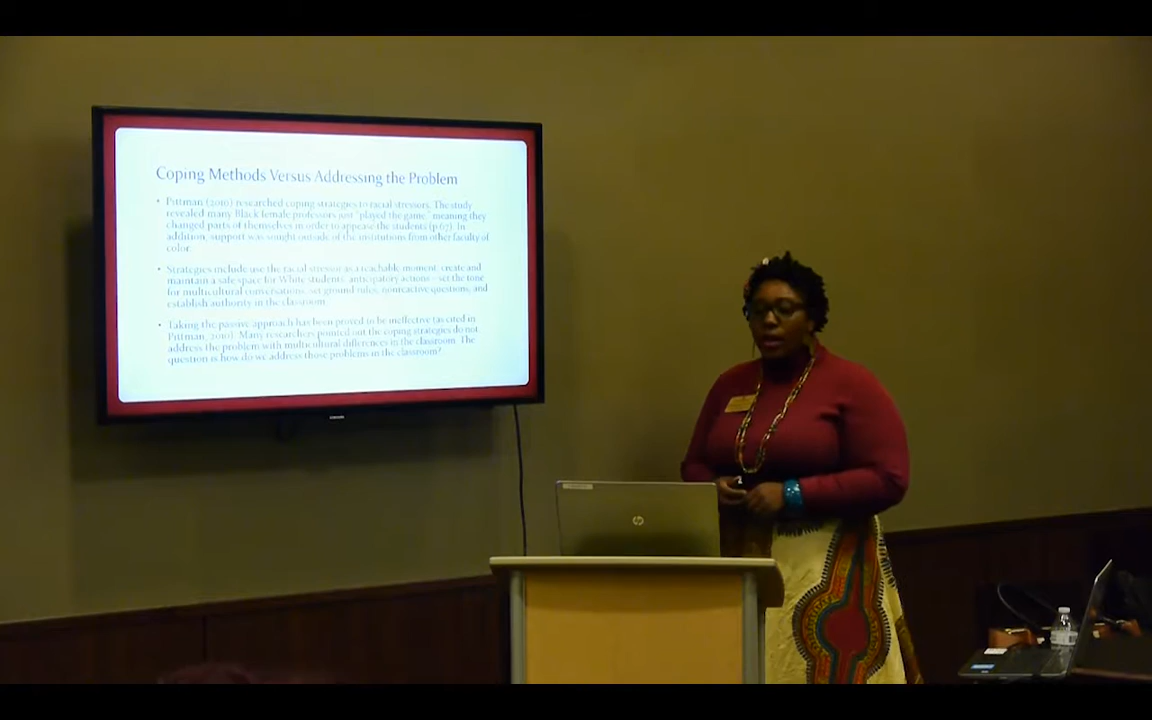 Coping Methods Versus Addressing the Problem
• Pittman (2010) researched coping strategies to racial stressors. The study
revealed many Black female professors just "played the game," meaning they
changed parts of themselves in order to appease the students (p.67). In
addition, support was sought outside of the institutions from other faculty of
color.
• Strategies include use the racial stressor as a teachable moment, create and
maintain a safe space for White students, anticipatory actions - set the tone
for multicultural conversations, set ground rules, nonreactive questions, and
establish authority in the classroom.
• Taking the passive approach has been proved to be ineffective (as cited in
Pittman, 2010). Many researchers pointed out the coping strategies do not
address the problem with multicultural differences in the classroom. The
question is how do we address those problems in the classroom?
hp